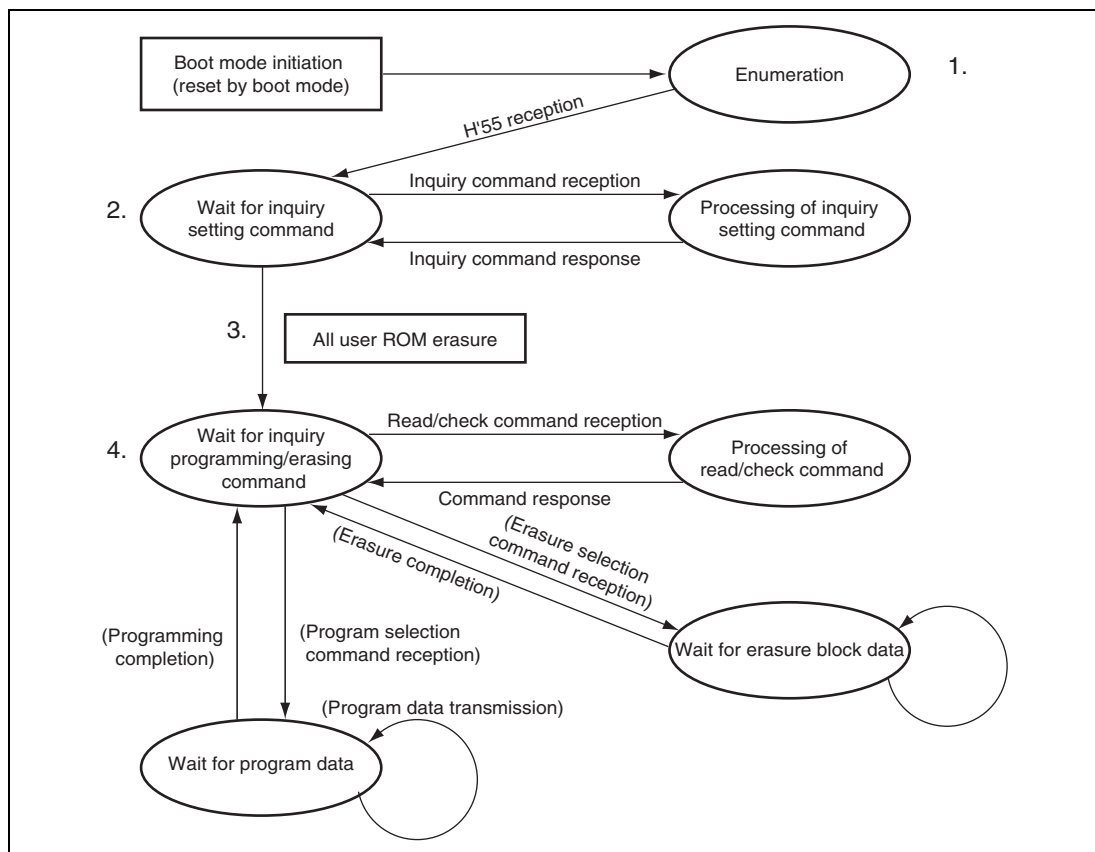 Boot mode initiation
(reset by boot mode)
Enumeration
1.
H'55 reception
2.
Wait for inquiry
setting command
Inquiry command reception
Processing of inquiry
setting command
Inquiry command response
3.
All user ROM erasure
4.
Wait for inquiry
programming/erasing
command
Read/check command reception
Processing of
read/check command
Command response
(Erasure selection
command reception)
(Erasure completion)
(Programming
completion)
(Program selection
command reception)
Wait for erasure block data
(Program data transmission)
Wait for program data